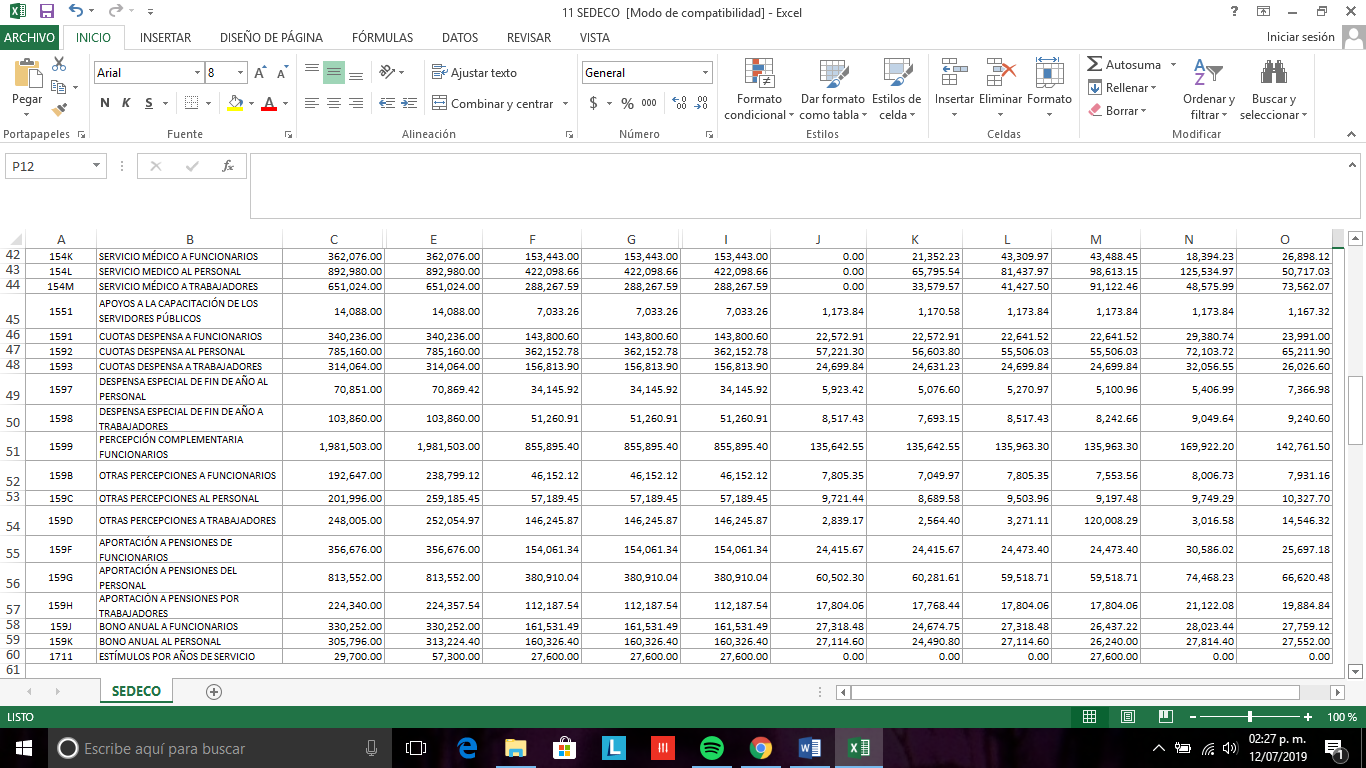 11 SEDECO [Modo de compatibilidad] - Excel
ARCHIVO INICIO INSERTAR DISEÑO DE PÁGINA FÓRMULAS DATOS REVISAR VISTA Iniciar sesión
Arial 8 Ajustar texto General Autosuma
Pegar N K S Combinar y centrar $ % 000 Formato condicional Dar formato como tabla Estilos de celda Insertar Eliminar Formato Rellenar Borrar Ordenar y filtrar Buscar y seleccionar
Portapapeles Fuente Alineación Número Estilos Celdas Modificar
P12 fx
A B C E F G I J K L M N O
42 154K SERVICIO MÉDICO A FUNCIONARIOS 362,076.00 362,076.00 153,443.00 153,443.00 153,443.00 0.00 21,352.23 43,309.97 43,488.45 18,394.23 26,898.12
43 154L SERVICIO MEDICO AL PERSONAL 892,980.00 892,980.00 422,098.66 422,098.66 422,098.66 0.00 65,795.54 81,437.97 98,613.15 125,534.97 50,717.03
44 154M SERVICIO MÉDICO A TRABAJADORES 651,024.00 651,024.00 288,267.59 288,267.59 288,267.59 0.00 33,579.57 41,427.50 91,122.46 48,575.99 73,562.07
45 1551 APOYOS A LA CAPACITACIÓN DE LOS SERVIDORES PÚBLICOS 14,088.00 14,088.00 7,033.26 7,033.26 7,033.26 1,173.84 1,170.58 1,173.84 1,173.84 1,173.84 1,167.32
46 1591 CUOTAS DESPENSA A FUNCIONARIOS 340,236.00 340,236.00 143,800.60 143,800.60 143,800.60 22,572.91 22,572.91 22,641.52 22,641.52 29,380.74 23,991.00
47 1592 CUOTAS DESPENSA AL PERSONAL 785,160.00 785,160.00 362,152.78 362,152.78 362,152.78 57,221.30 56,603.80 55,506.03 55,506.03 72,103.72 65,211.90
48 1593 CUOTAS DESPENSA A TRABAJADORES 314,064.00 314,064.00 156,813.90 156,813.90 156,813.90 24,699.84 24,631.23 24,699.84 24,699.84 32,056.55 26,026.60
49 1597 DESPENSA ESPECIAL DE FIN DE AÑO AL PERSONAL 70,851.00 70,869.42 34,145.92 34,145.92 34,145.92 5,923.42 5,076.60 5,270.97 5,100.96 5,406.99 7,366.98
50 1598 DESPENSA ESPECIAL DE FIN DE AÑO A TRABAJADORES 103,860.00 103,860.00 51,260.91 51,260.91 51,260.91 8,517.43 7,693.15 8,517.43 8,242.66 9,049.64 9,240.60
51 1599 PERCEPCIÓN COMPLEMENTARIA FUNCIONARIOS 1,981,503.00 1,981,503.00 855,895.40 855,895.40 855,895.40 135,642.55 135,642.55 135,963.30 135,963.30 169,922.20 142,761.50
52 159B OTRAS PERCEPCIONES A FUNCIONARIOS 192,647.00 238,799.12 46,152.12 46,152.12 46,152.12 7,805.35 7,049.97 7,805.35 7,553.56 8,006.73 7,931.16
53 159C OTRAS PERCEPCIONES AL PERSONAL 201,996.00 259,185.45 57,189.45 57,189.45 57,189.45 9,721.44 8,689.58 9,503.96 9,197.48 9,749.29 10,327.70
54 159D OTRAS PERCEPCIONES A TRABAJADORES 248,005.00 252,054.97 146,245.87 146,245.87 146,245.87 2,839.17 2,564.40 3,271.11 120,008.29 3,016.58 14,546.32
55 159F APORTACIÓN A PENSIONES DE FUNCIONARIOS 356,676.00 356,676.00 154,061.34 154,061.34 154,061.34 24,415.67 24,415.67 24,473.40 24,473.40 30,586.02 25,697.18
56 159G APORTACIÓN A PENSIONES DEL PERSONAL 813,552.00 813,552.00 380,910.04 380,910.04 380,910.04 60,502.30 60,281.61 59,518.71 59,518.71 74,468.23 66,620.48
57 159H APORTACIÓN A PENSIONES POR TRABAJADORES 224,340.00 224,357.54 112,187.54 112,187.54 112,187.54 17,804.06 17,768.44 17,804.06 17,804.06 21,122.08 19,884.84
58 159J BONO ANUAL A FUNCIONARIOS 330,252.00 330,252.00 161,531.49 161,531.49 161,531.49 27,318.48 24,674.75 27,318.48 26,437.22 28,023.44 27,759.12
59 159K BONO ANUAL AL PERSONAL 305,796.00 313,224.40 160,326.40 160,326.40 160,326.40 27,114.60 24,490.80 27,114.60 26,240.00 27,814.40 27,552.00
60 1711 ESTÍMULOS POR AÑOS DE SERVICIO 29,700.00 57,300.00 27,600.00 27,600.00 27,600.00 0.00 0.00 0.00 27,600.00 0.00 0.00
61
SEDECO
LISTO 100 %
Escribe aquí para buscar 02:27 p. m.
12/07/2019